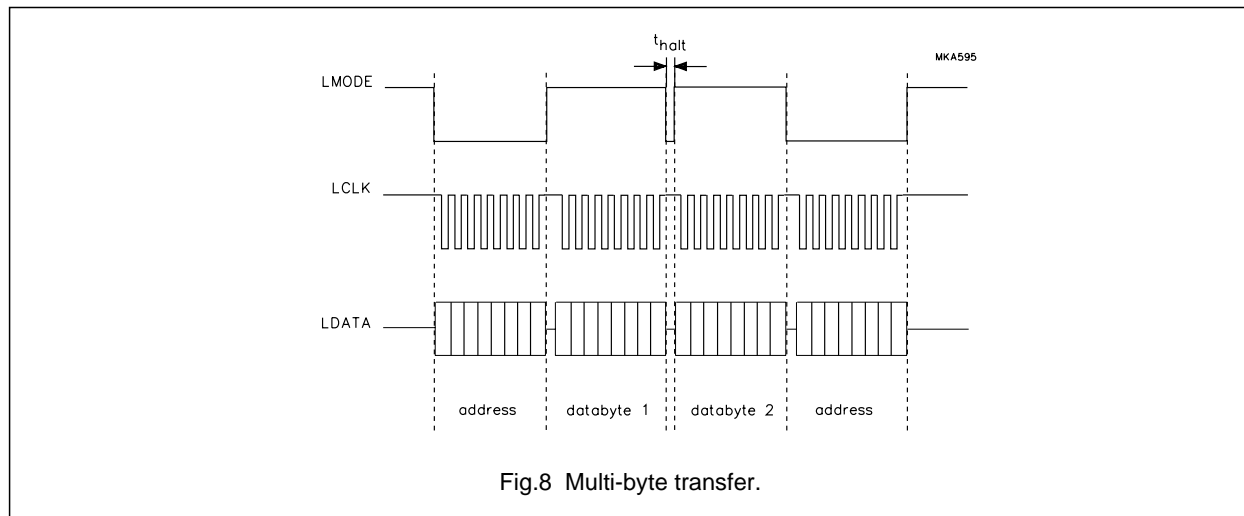 thalt
MKA595
LMODE
LCLK
LDATA
address databyte 1 databyte 2 address
Fig.8 Multi-byte transfer.